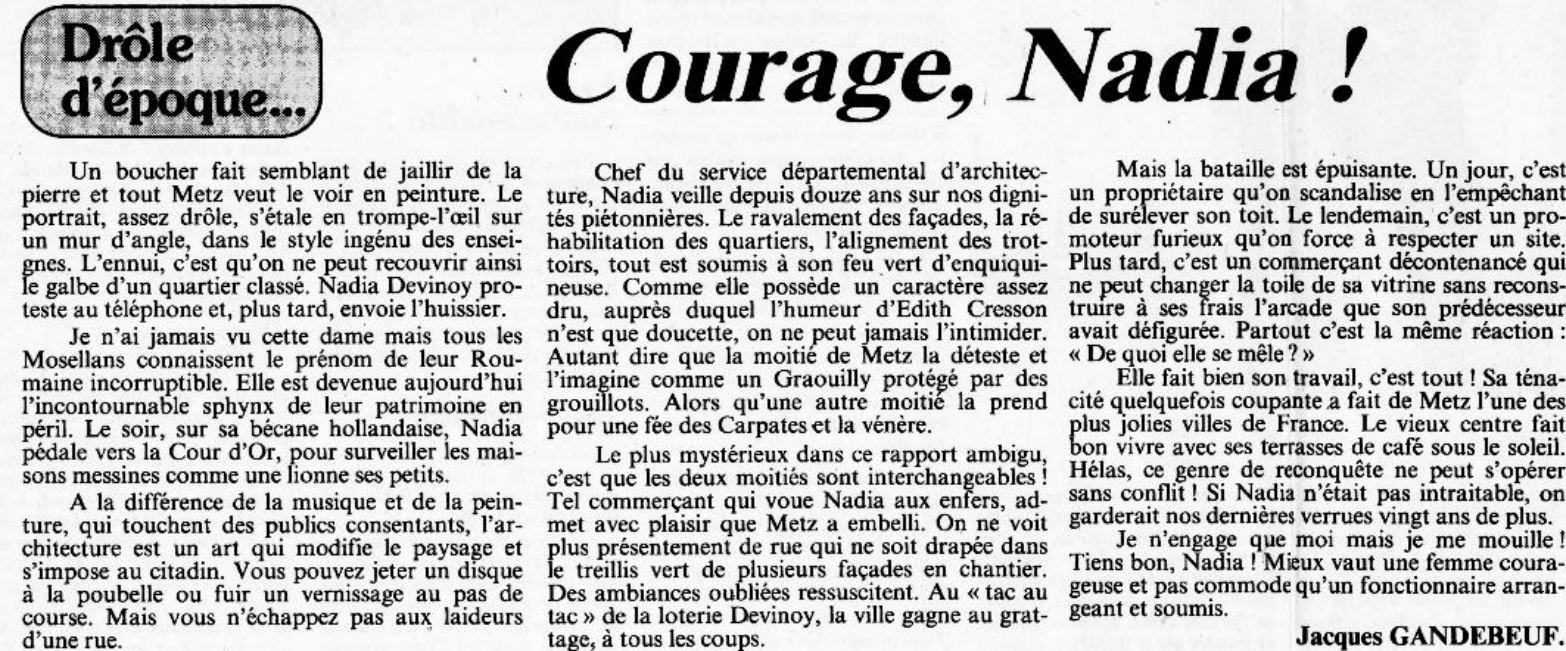 Drôle
d'époque...
Courage, Nadia !
Un boucher fait semblant de jaillir de la
pierre et tout Metz veut le voir en peinture. Le
portrait, assez drôle, s'étale en trompe-l'œil sur
un mur d'angle, dans le style ingénu des ensei-
gnes. L'ennui, c'est qu'on ne peut recouvrir ainsi
le galbe d'un quartier classé. Nadia Devinoy pro-
teste au téléphone et, plus tard, envoie l'huissier.
Je n'ai jamais vu cette dame mais tous les
Mosellans connaissent le prénom de leur Rou-
maine incorruptible. Elle est devenue aujourd'hui
l'incontournable sphynx de leur patrimoine en
péril. Le soir, sur sa bécane hollandaise, Nadia
pédale vers la Cour d'Or, pour surveiller les mai-
sons messines comme une lionne ses petits.
A la différence de la musique et de la pein-
ture, qui touchent des publics consentants, l'ar-
chitecture est un art qui modifie le paysage et
s'impose au citadin. Vous pouvez jeter un disque
à la poubelle ou fuir un vernissage au pas de
course. Mais vous n'échappez pas aux laideurs
d'une rue.
Chef du service départemental d'architec-
ture, Nadia veille depuis douze ans sur nos digni-
tés piétonnières. Le ravalement des façades, la ré-
habilitation des quartiers, l'alignement des trot-
toirs, tout est soumis à son feu vert d'enquiqui-
neuse. Comme elle possède un caractère assez
dru, auprès duquel l'humeur d'Edith Cresson
n'est que doucette, on ne peut jamais l'intimider.
Autant dire que la moitié de Metz la déteste et
l'imagine comme un Graouilly protégé par des
grouillots. Alors qu'une autre moitié la prend
pour une fée des Carpates et la vénère.
Le plus mystérieux dans ce rapport ambigu,
c'est que les deux moitiés sont interchangeables !
Tel commerçant qui voue Nadia aux enfers, ad-
met avec plaisir que Metz a embelli. On ne voit
plus présentement de rue qui ne soit drapée dans
le treillis vert de plusieurs façades en chantier.
Des ambiances oubliées ressuscitent. Au « tac au
tac » de la loterie Devinoy, la ville gagne au grat-
tage, à tous les coups.
Mais la bataille est épuisante. Un jour, c'est
un propriétaire qu'on scandalise en l'empêchant
de surélever son toit. Le lendemain, c'est un pro-
moteur furieux qu'on force à respecter un site.
Plus tard, c'est un commerçant décontenancé qui
ne peut changer la toile de sa vitrine sans recons-
truire à ses frais l'arcade que son prédécesseur
avait défigurée. Partout c'est la même réaction :
« De quoi elle se mêle ? »
Elle fait bien son travail, c'est tout ! Sa téna-
cité quelquefois coupante a fait de Metz l'une des
plus jolies villes de France. Le vieux centre fait
bon vivre avec ses terrasses de café sous le soleil.
Hélas, ce genre de reconquête ne peut s'opérer
sans conflit ! Si Nadia n'était pas intraitable, on
garderait nos dernières verrues vingt ans de plus.
Je n'engage que moi mais je me mouille !
Tiens bon, Nadia ! Mieux vaut une femme coura-
geuse et pas commode qu'un fonctionnaire arran-
geant et soumis.
Jacques GANDEBEUF.